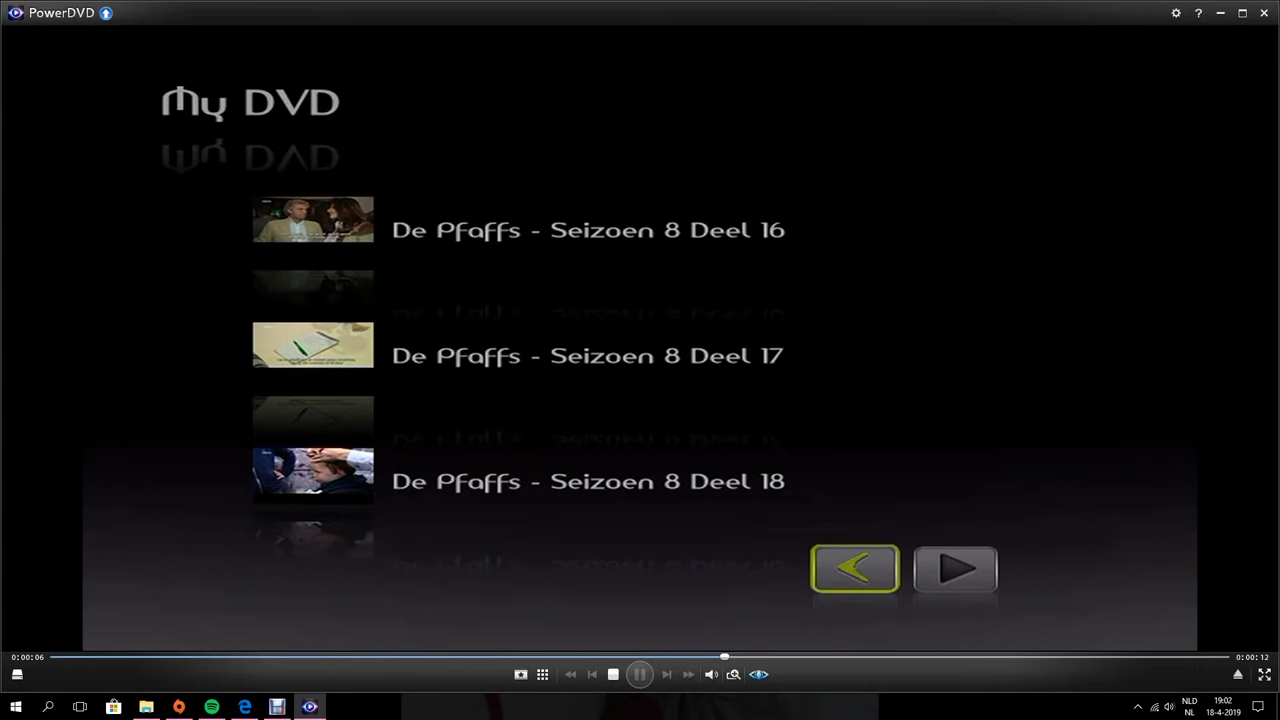 PowerDVD
My DVD
De Pfaffs - Seizoen 8 Deel 16
De Pfaffs - Seizoen 8 Deel 17
De Pfaffs - Seizoen 8 Deel 18
0:00:06
0:00:12
NLD
NL
19:02
18-4-2019